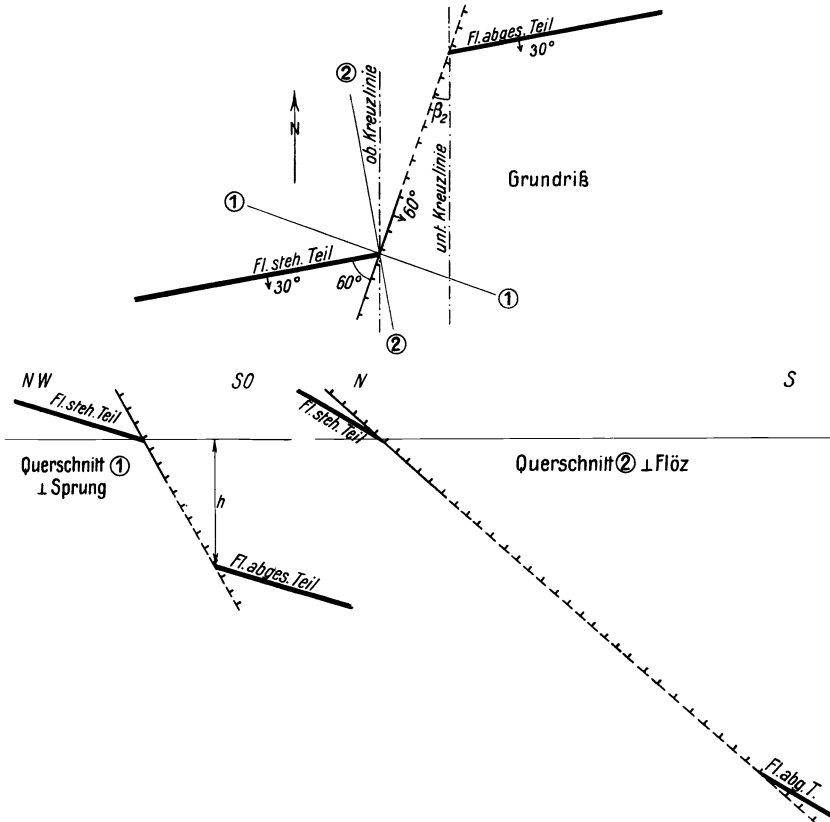 Fl. abges. Teil
30°
②
ob. Kreuzlinie
β₂
N
unt. Kreuzlinie
Grundriß
①
60°
Fl. steh. Teil
30°
60°
①
②
NW
SO
N
S
Fl. steh. Teil
Fl. steh. Teil
Querschnitt ①
⊥ Sprung
h
Querschnitt ② ⊥ Flöz
Fl. abges. Teil
Fl. abg. T.